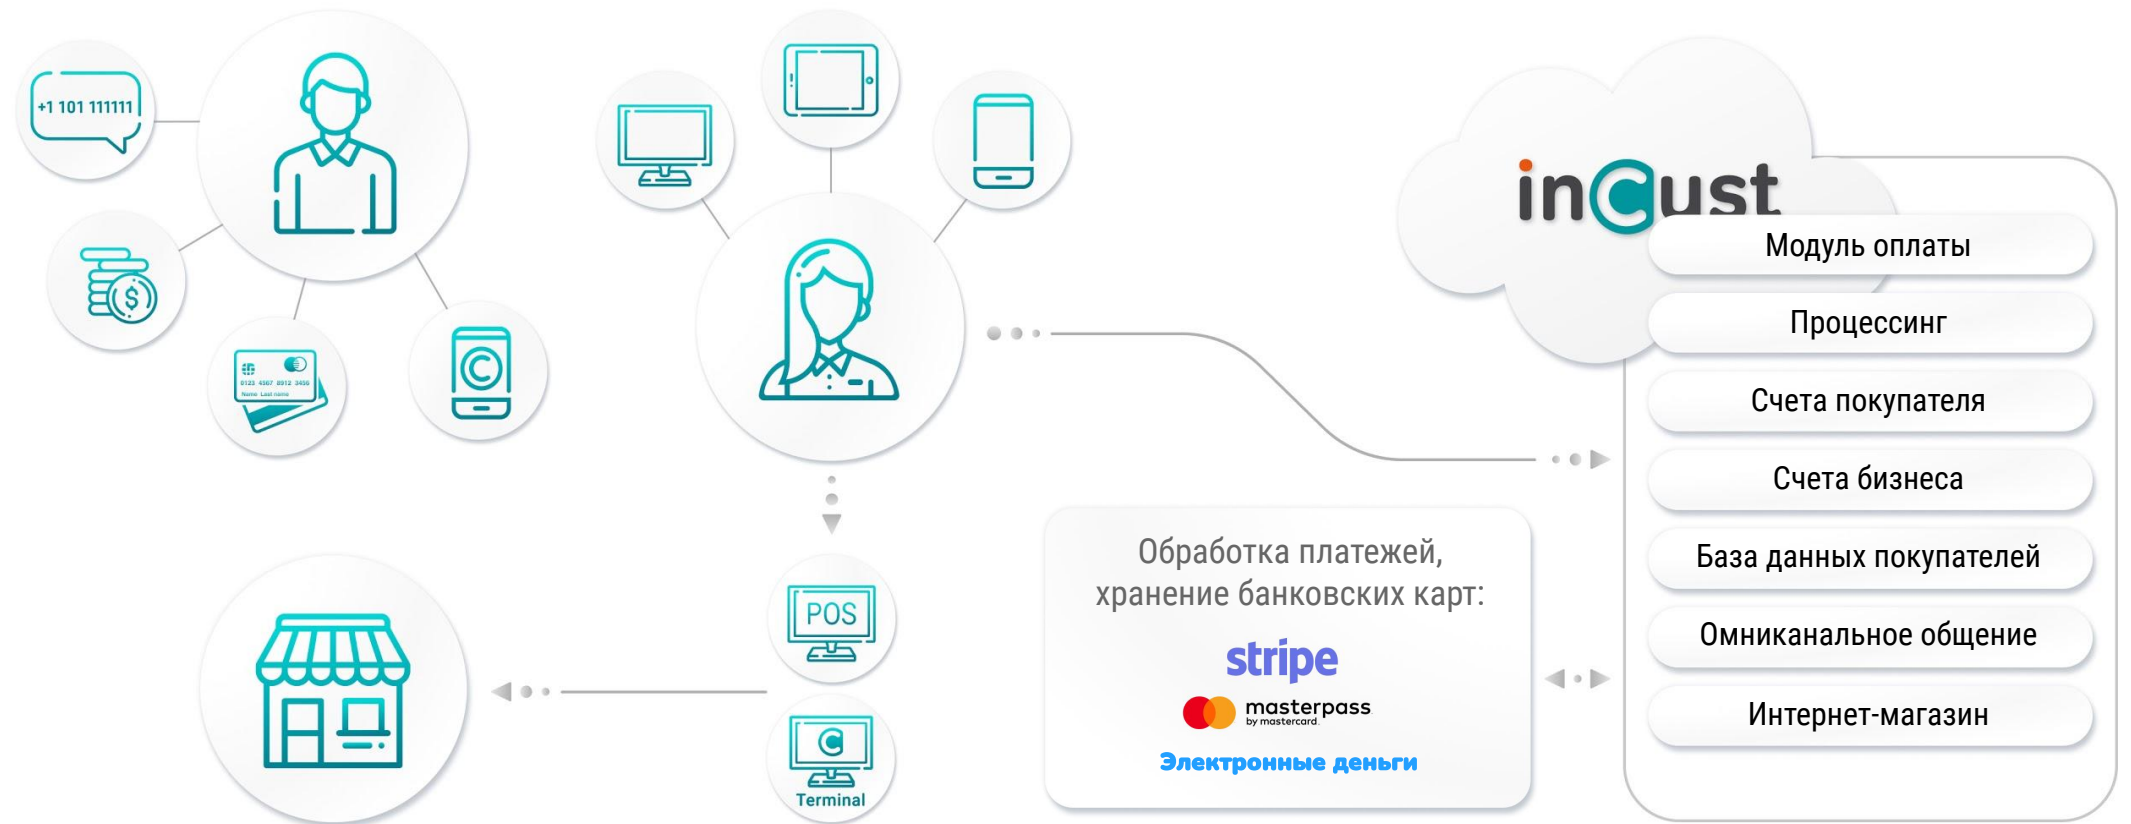 +1 101 111111
0123 4567 8912 3456
Name Last name
inCust
Модуль оплаты
Процессинг
Счета покупателя
Счета бизнеса
База данных покупателей
Омниканальное общение
Интернет-магазин
Обработка платежей,
хранение банковских карт:
stripe
masterpass
by mastercard.
Электронные деньги
POS
Terminal